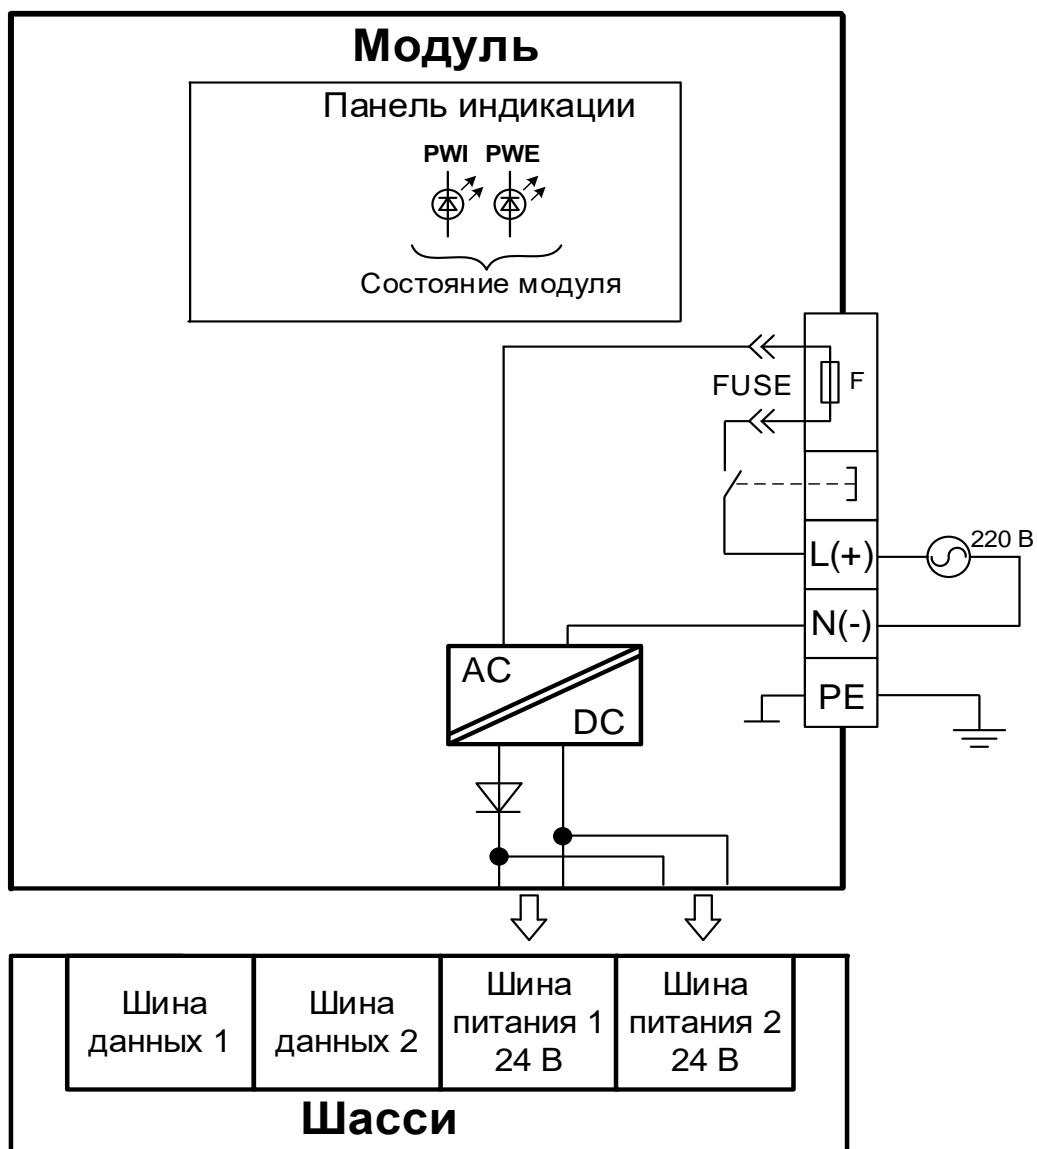 Модуль
Панель индикации
PWI PWE
Состояние модуля
FUSE
F
L(+)
220 В
N(-)
PE
AC
DC
Шина
данных 1
Шина
данных 2
Шина
питания 1
24 В
Шина
питания 2
24 В
Шасси